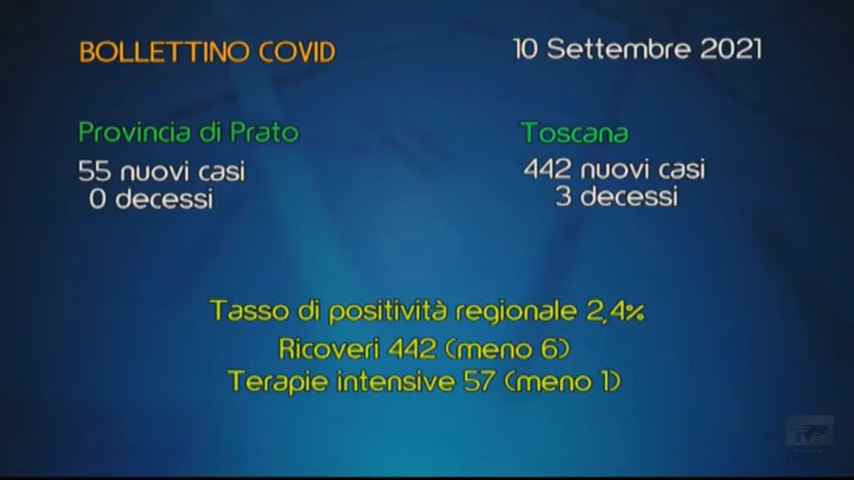 BOLLETTINO COVID
10 Settembre 2021
Provincia di Prato
55 nuovi casi
0 decessi
Toscana
442 nuovi casi
3 decessi
Tasso di positività regionale 2,4%
Ricoveri 442 (meno 6)
Terapie intensive 57 (meno 1)